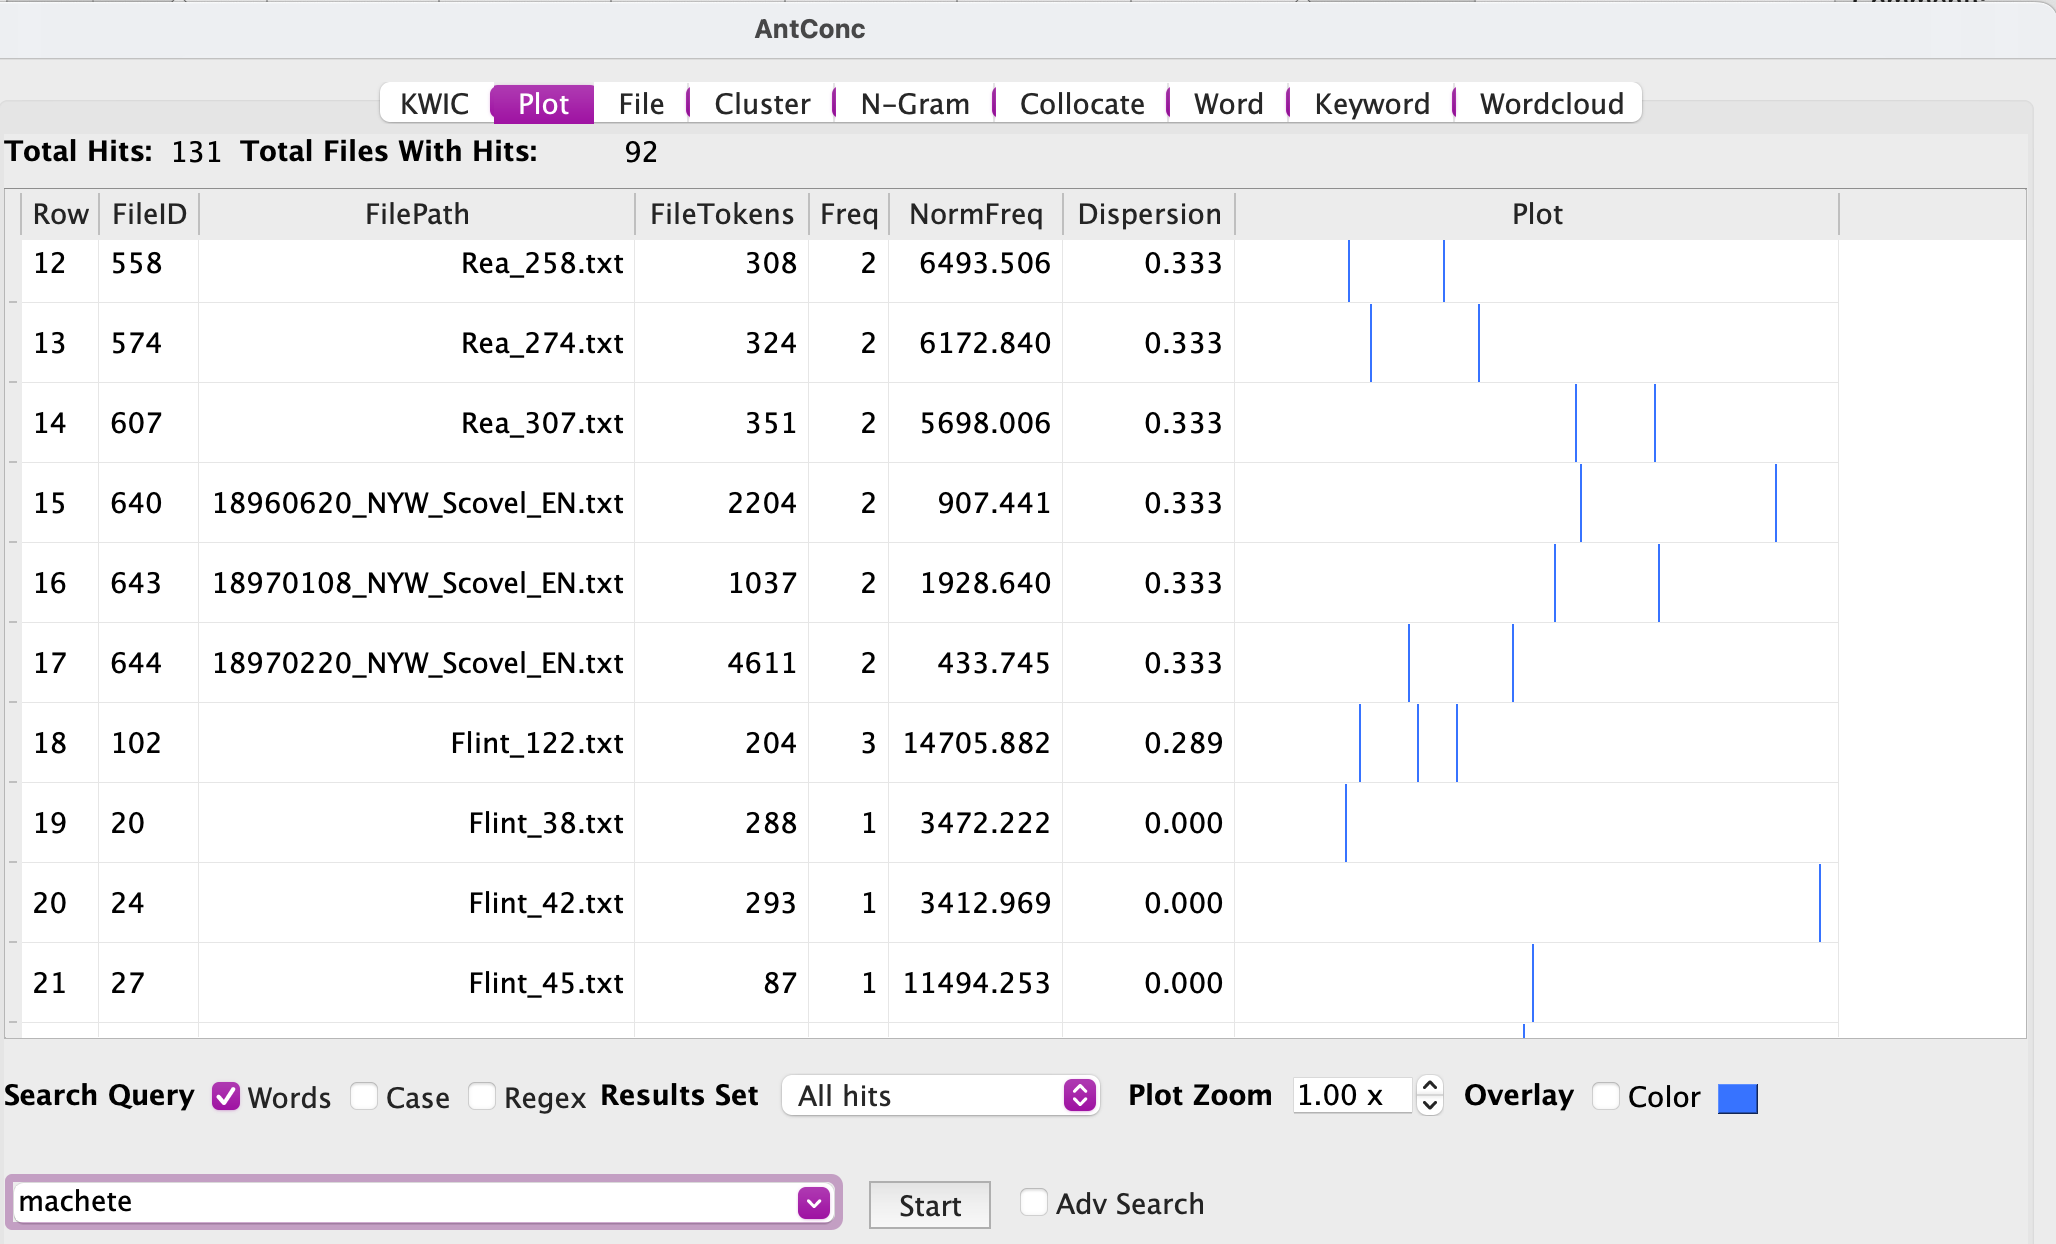 AntConc
KWIC Plot File Cluster N-Gram Collocate Word Keyword Wordcloud
Total Hits: 131 Total Files With Hits: 92
Row FileID FilePath FileTokens Freq NormFreq Dispersion Plot
12 558 Rea_258.txt 308 2 6493.506 0.333
13 574 Rea_274.txt 324 2 6172.840 0.333
14 607 Rea_307.txt 351 2 5698.006 0.333
15 640 18960620_NYW_Scovel_EN.txt 2204 2 907.441 0.333
16 643 18970108_NYW_Scovel_EN.txt 1037 2 1928.640 0.333
17 644 18970220_NYW_Scovel_EN.txt 4611 2 433.745 0.333
18 102 Flint_122.txt 204 3 14705.882 0.289
19 20 Flint_38.txt 288 1 3472.222 0.000
20 24 Flint_42.txt 293 1 3412.969 0.000
21 27 Flint_45.txt 87 1 11494.253 0.000
Search Query Words Case Regex Results Set All hits Plot Zoom 1.00 x Overlay Color
machete Start Adv Search